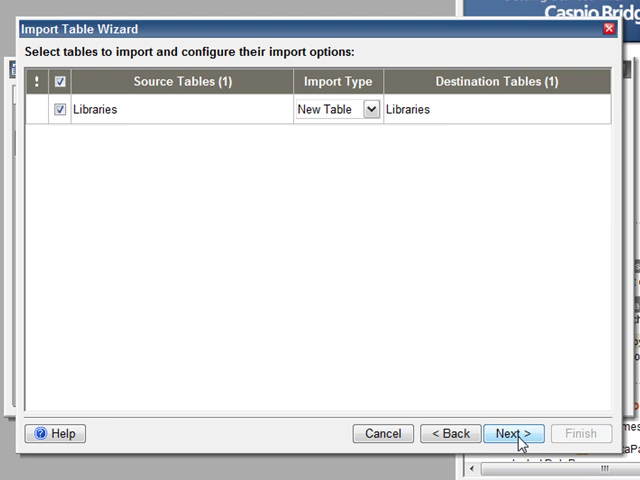 Caspio Bridg
Import Table Wizard
Select tables to import and configure their import options:
! Source Tables (1) Import Type Destination Tables (1)
Libraries New Table Libraries
Help Cancel < Back Next > Finish